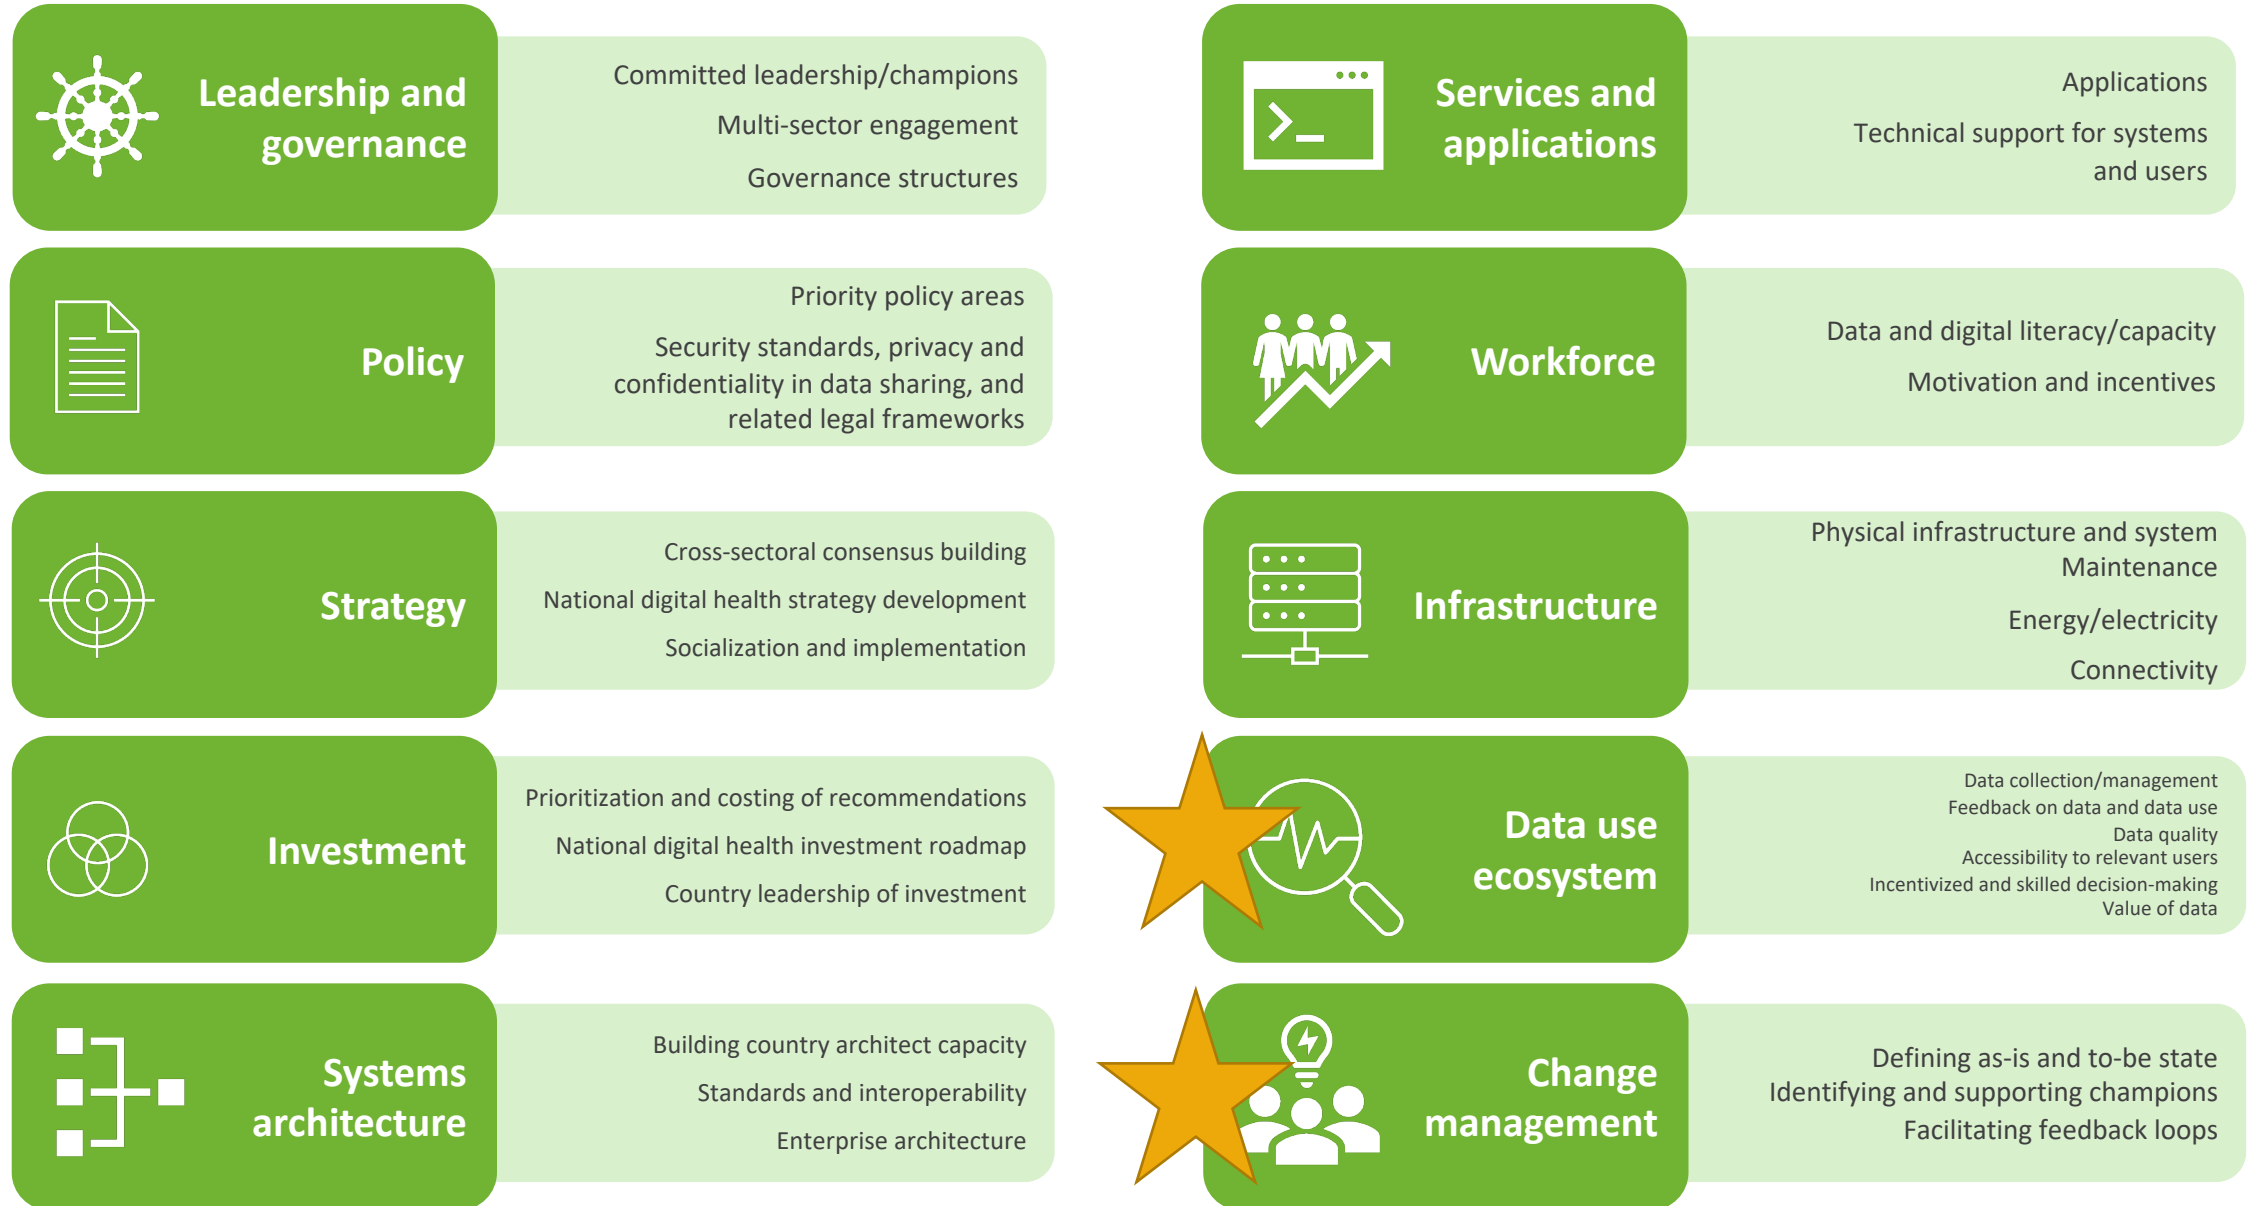 Leadership and
governance
Committed leadership/champions
Multi-sector engagement
Governance structures
Policy
Priority policy areas
Security standards, privacy and
confidentiality in data sharing, and
related legal frameworks
Strategy
Cross-sectoral consensus building
National digital health strategy development
Socialization and implementation
Investment
Prioritization and costing of recommendations
National digital health investment roadmap
Country leadership of investment
Systems
architecture
Building country architect capacity
Standards and interoperability
Enterprise architecture
Services and
applications
Applications
Technical support for systems
and users
Workforce
Data and digital literacy/capacity
Motivation and incentives
Infrastructure
Physical infrastructure and system
Maintenance
Energy/electricity
Connectivity
Data use
ecosystem
Data collection/management
Feedback on data and data use
Data quality
Accessibility to relevant users
Incentivized and skilled decision-making
Value of data
Change
management
Defining as-is and to-be state
Identifying and supporting champions
Facilitating feedback loops